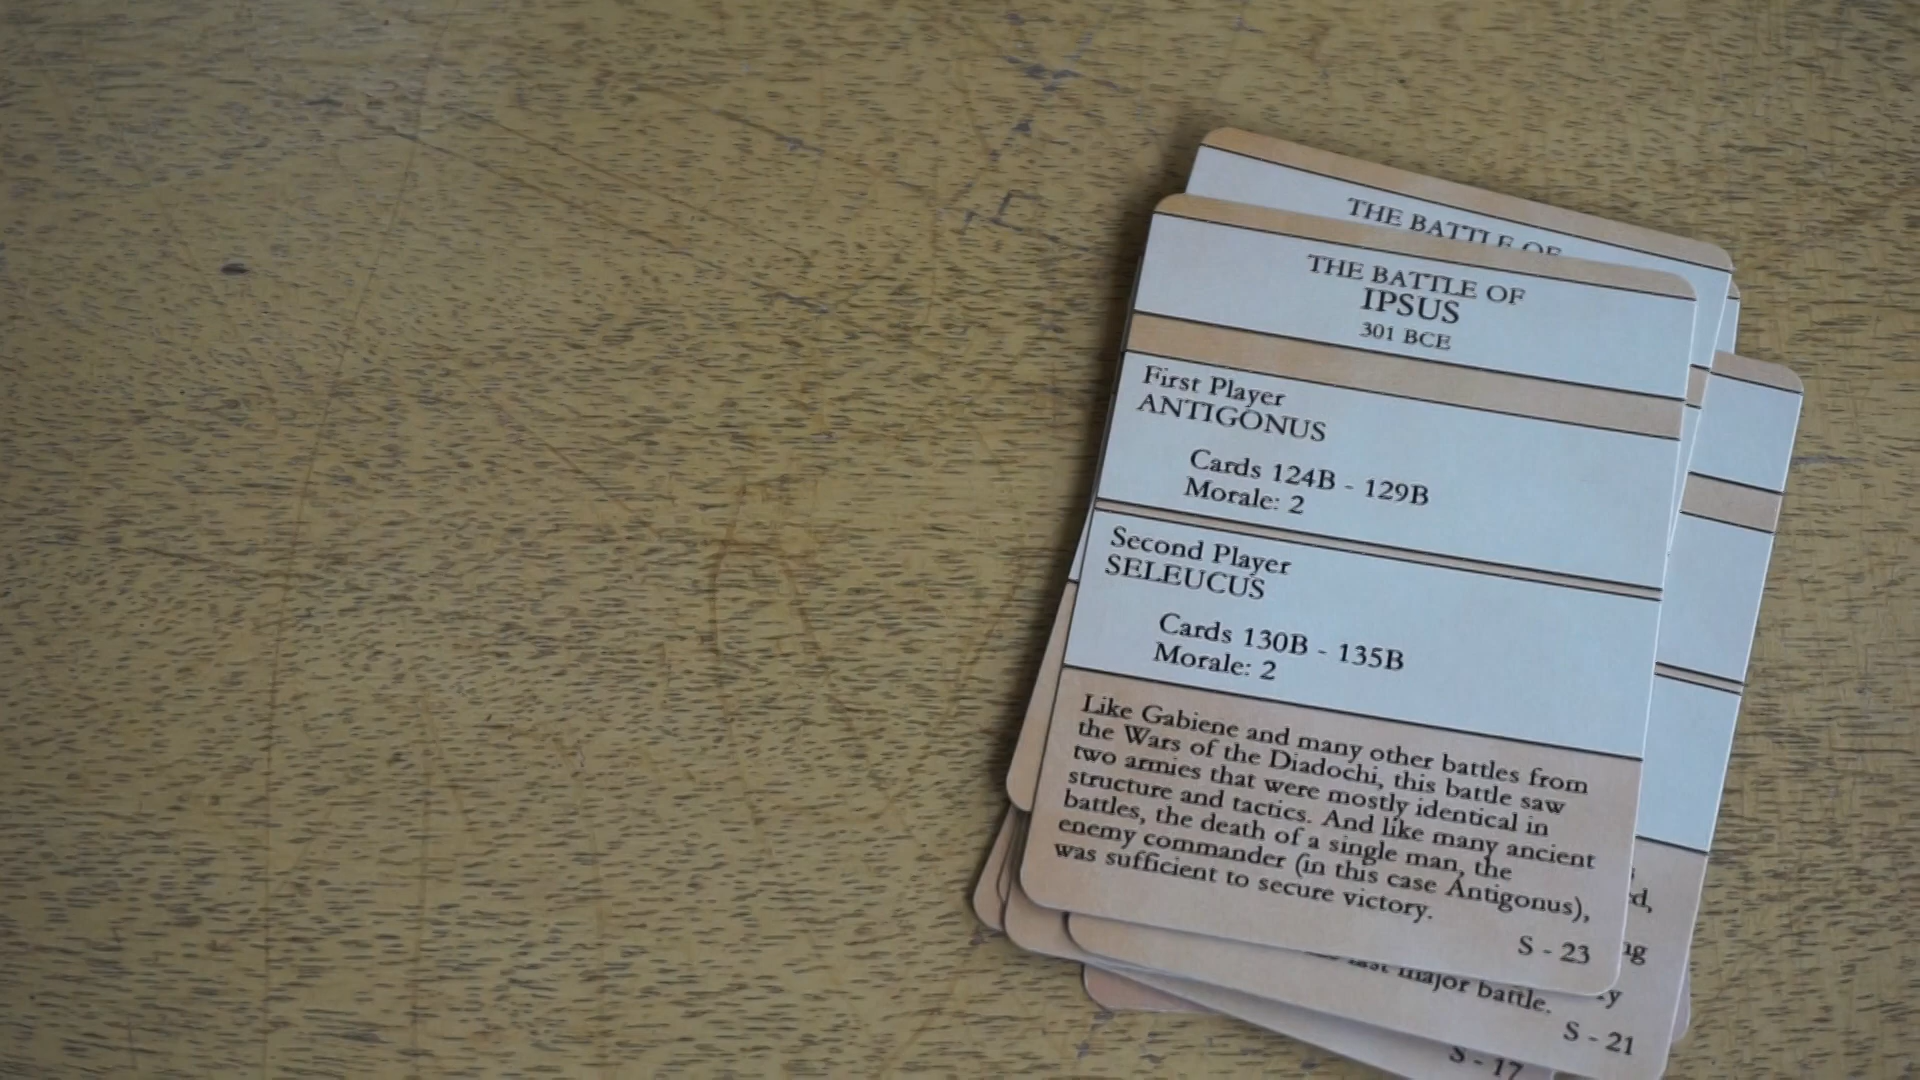 THE BATTLE OF
THE BATTLE OF
IPSUS
301 BCE
First Player
ANTIGONUS
Cards 124B - 129B
Morale: 2
Second Player
SELEUCUS
Cards 130B - 135B
Morale: 2
Like Gabiene and many other battles from
the Wars of the Diadochi, this battle saw
two armies that were mostly identical in
structure and tactics. And like many ancient
battles, the death of a single man, the
enemy commander (in this case Antigonus),
was sufficient to secure victory.
S - 23
last major battle.
S - 21
S - 17